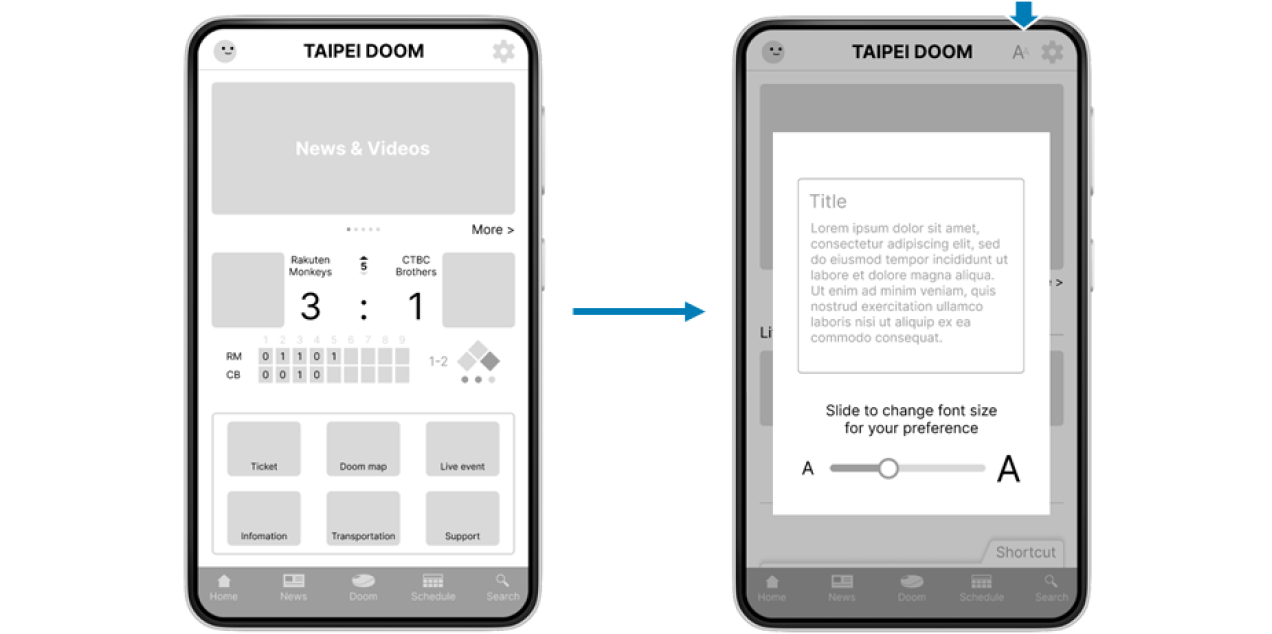 TAIPEI DOOM
News & Videos
More >
Rakuten
Monkeys
5
CTBC
Brothers
3 : 1
1 2 3 4 5 6 7 8 9
RM 0 1 1 0 1
CB 0 0 1 0
1-2
Ticket
Doom map
Live event
Infomation
Transportation
Support
Home
News
Doom
Schedule
Search
TAIPEI DOOM
AA
Title
Lorem ipsum dolor sit amet,
consectetur adipiscing elit, sed
do eiusmod tempor incididunt ut
labore et dolore magna aliqua.
Ut enim ad minim veniam, quis
nostrud exercitation ullamco
laboris nisi ut aliquip ex ea
commodo consequat.
>
Li
Slide to change font size
for your preference
A
A
Shortcut
Home
News
Doom
Schedule
Search